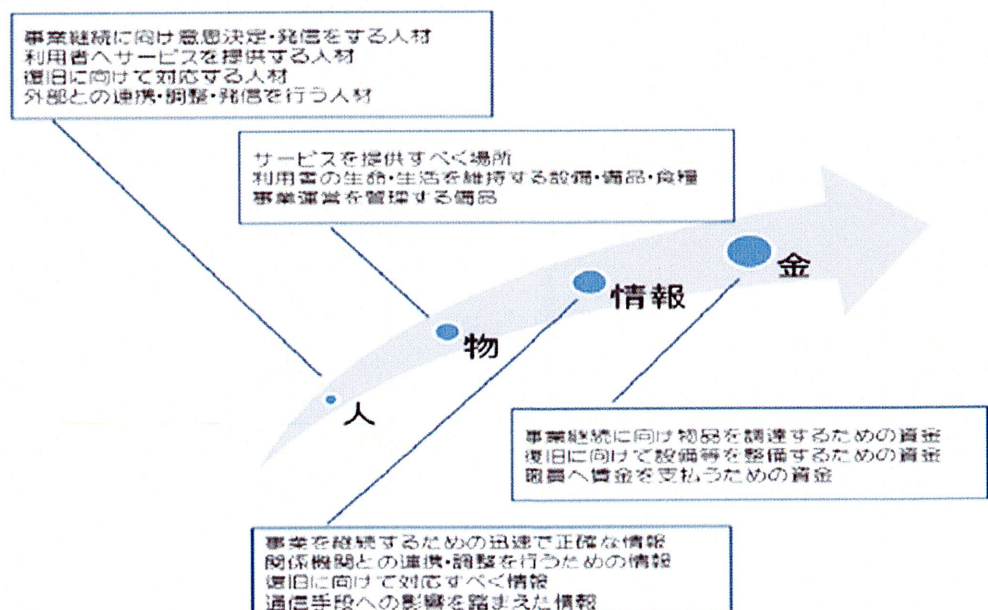 事業継続に向け意思決定・発信をする人材
利用者へサービスを提供する人材
復旧に向けて対応する人材
外部との連携・調整・発信を行う人材
サービスを提供すべく場所
利用者の生命・生活を維持する設備・備品・食糧
事業運営を管理する備品
金
情報
物
人
事業継続に向け物品を調達するための資金
復旧に向けて設備等を整備するための資金
職員へ賃金を支払うための資金
事業を継続するための迅速で正確な情報
関係機関との連携・調整を行うための情報
復旧に向けて対応すべく情報
通信手段への影響を踏まえた情報